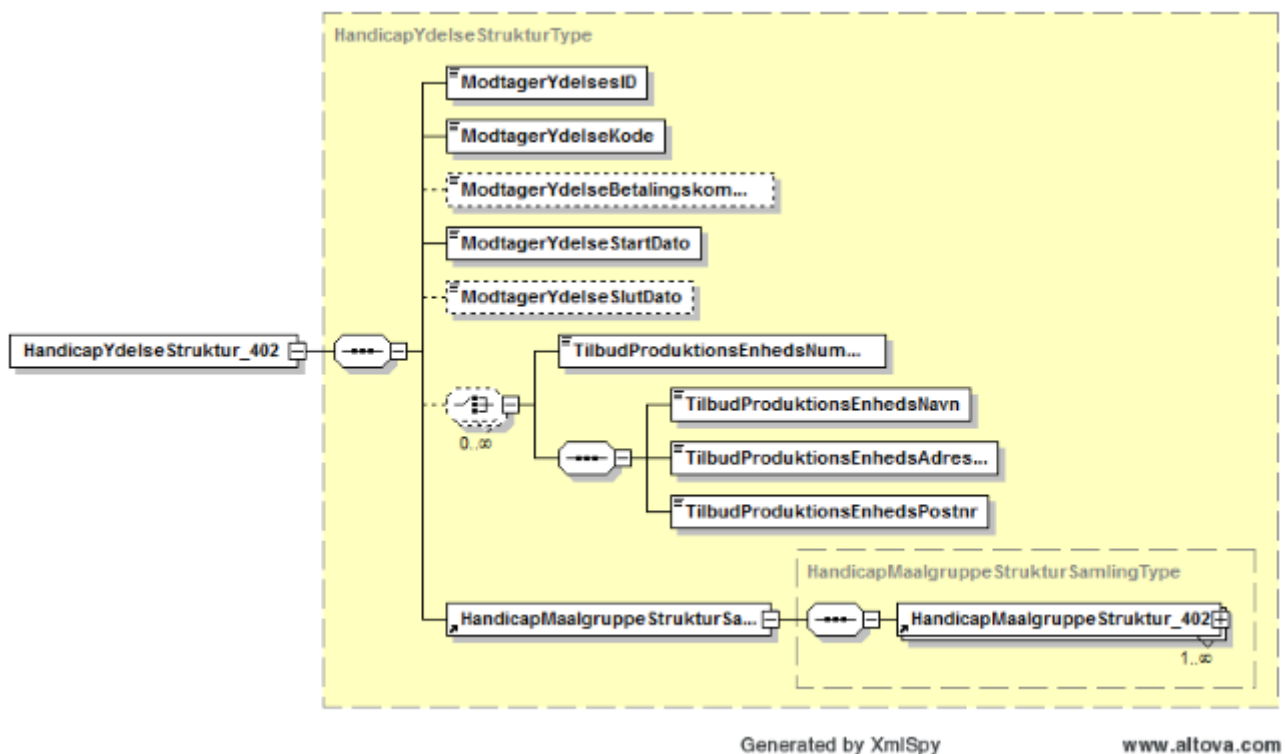 HandicapYdelseStrukturType
ModtagerYdelsesID
ModtagerYdelseKode
ModtagerYdelseBetalingskom...
ModtagerYdelseStartDato
ModtagerYdelseSlutDato
HandicapYdelseStruktur_402
TilbudProduktionsEnhedsNum...
0..∞
TilbudProduktionsEnhedsNavn
TilbudProduktionsEnhedsAdres...
TilbudProduktionsEnhedsPostnr
HandicapMaalgruppeStrukturSamlingType
HandicapMaalgruppeStrukturSa...
HandicapMaalgruppeStruktur_402
1..∞
Generated by XmlSpy www.altova.com